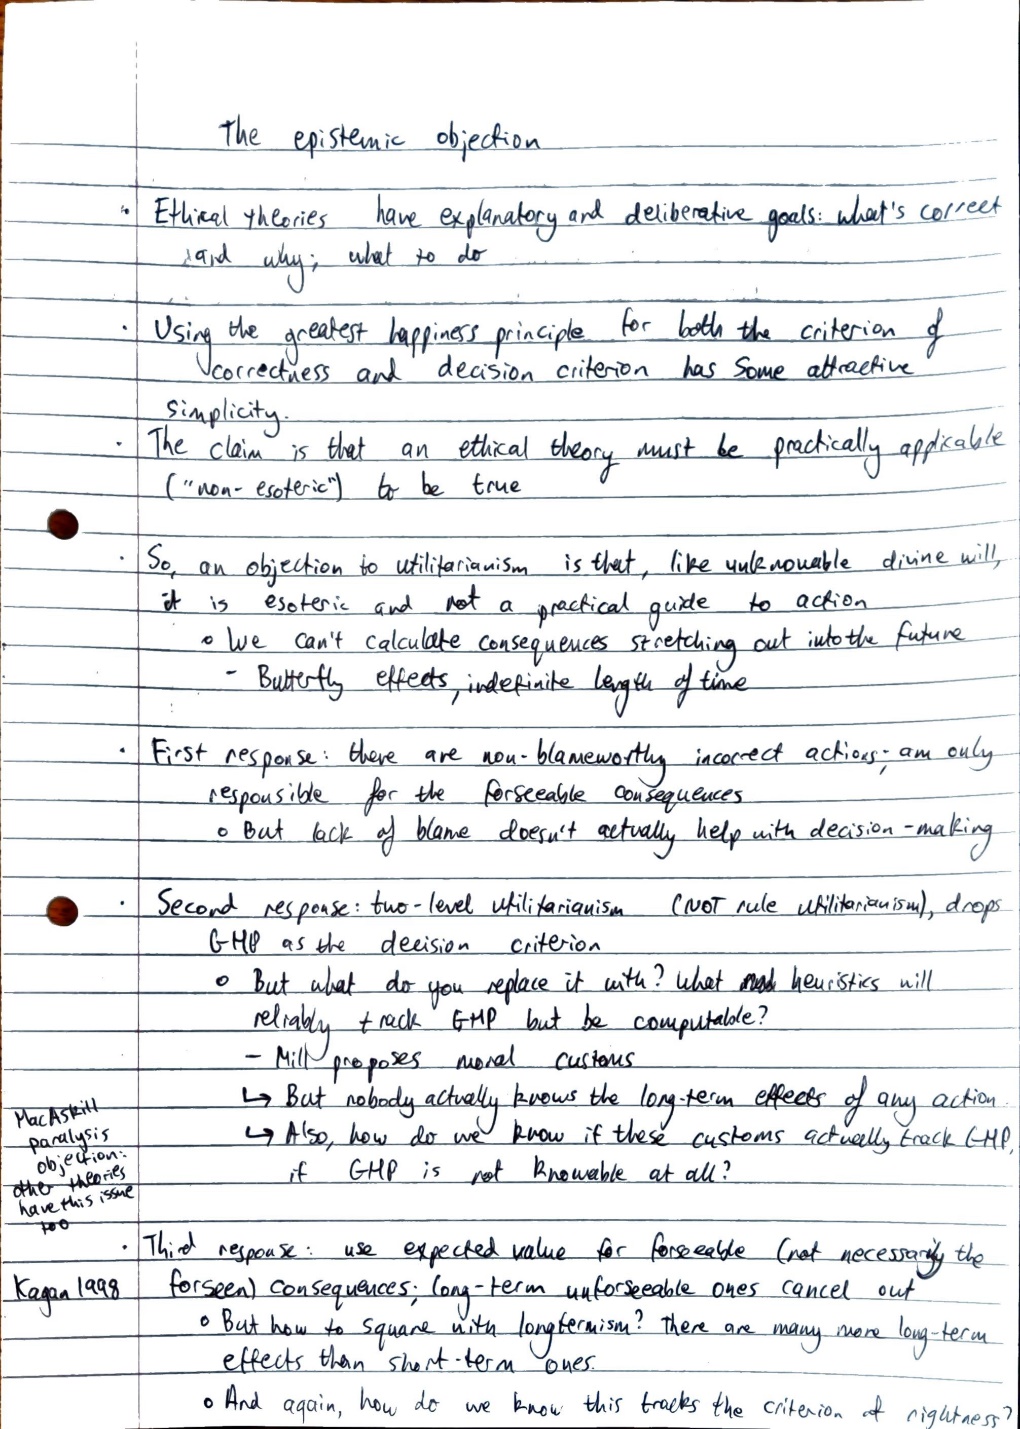 The epistemic objection
· Ethical theories have explanatory and deliberative goals: what's correct
and why; what to do
· Using the greatest happiness principle for both the criterion of
correctness and decision criterion has some attractive
simplicity.
· The claim is that an ethical theory must be practically applicable
("non-esoteric") to be true
· So, an objection to utilitarianism is that, like unknowable divine will,
it is esoteric and not a practical guide to action
o We can't calculate consequences stretching out into the future
- Butterfly effects, indefinite length of time
· First response: there are non-blameworthy incorrect actions; am only
responsible for the forseeable consequences
o But lack of blame doesn't actually help with decision-making
· Second response: two-level utilitarianism (NOT rule utilitarianism), drops
GHP as the decision criterion
o But what do you replace it with? What heuristics will
reliably track GHP but be computable?
- Mill proposes moral customs
↳ But nobody actually knows the long-term effects of any action.
↳ Also, how do we know if these customs actually track GHP,
if GHP is not knowable at all?
MacAskill
paralysis
objection:
other theories
have this issue
too
· Third response: use expected value for forseeable (not necessarily the
Kagan 1998
forseen) consequences; long-term unforseeable ones cancel out
o But how to square with longtermism? There are many more long-term
effects than short-term ones.
o And again, how do we know this tracks the criterion of rightness?